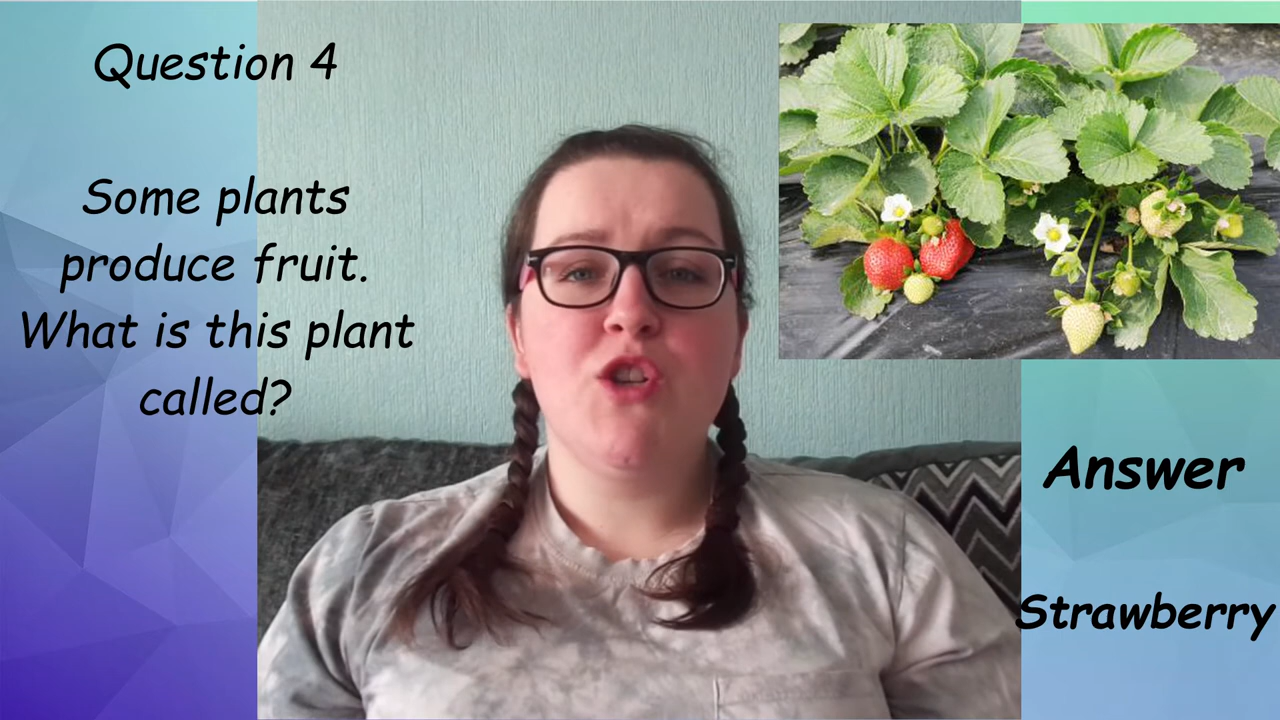 Question 4
Some plants
produce fruit.
What is this plant
called?
Answer
Strawberry